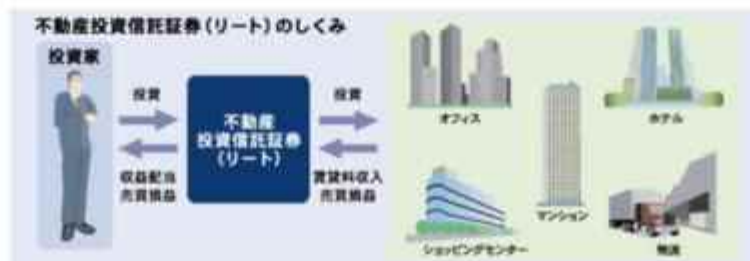 不動産投資信託証券(リート)のしくみ
投資家
投資
不動産
投資信託証券
(リート)
収益配当
売買損益
投資
賃貸料収入
売買損益
オフィス
ホテル
マンション
ショッピングセンター
物流